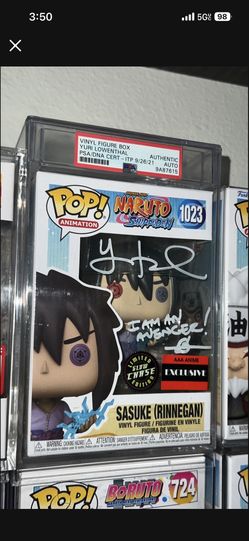 3:50
5G
98
VINYL FIGURE BOX
YURI LOWENTHAL
PSA/DNA CERT - ITP 9/26/21
AUTHENTIC
AUTO
9A87615
POP!
ANIMATION
NARUTO
SHIPPUDEN
1023
I AM AN
AVENGER!
LIMITED
GLOW
CHASE
EDITION
AAA ANIME
EXCLUSIVE
SASUKE (RINNEGAN)
VINYL FIGURE / FIGURINE EN VINYLE
FIGURA DE VINIL
POP!
BORUTO
724